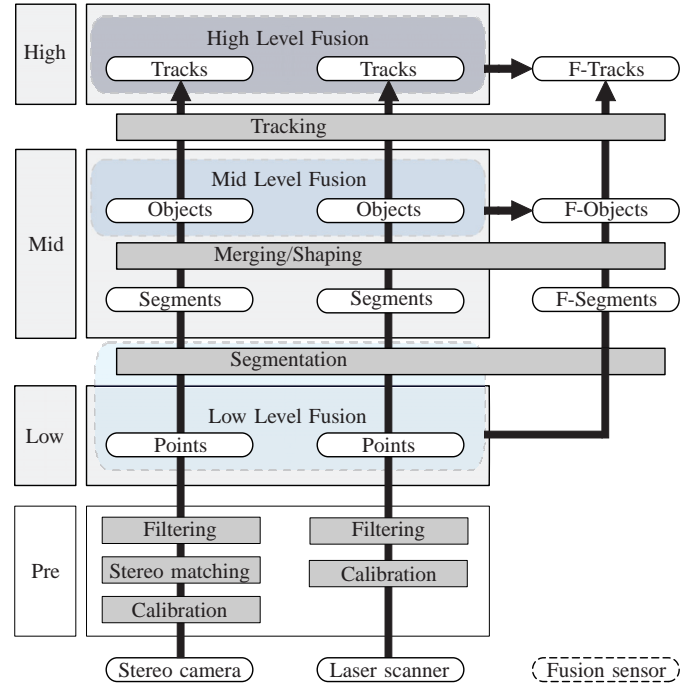 High
High Level Fusion
Tracks
Tracks
F-Tracks
Tracking
Mid
Mid Level Fusion
Objects
Objects
F-Objects
Merging/Shaping
Segments
Segments
F-Segments
Segmentation
Low
Low Level Fusion
Points
Points
Pre
Filtering
Filtering
Stereo matching
Calibration
Calibration
Stereo camera
Laser scanner
Fusion sensor